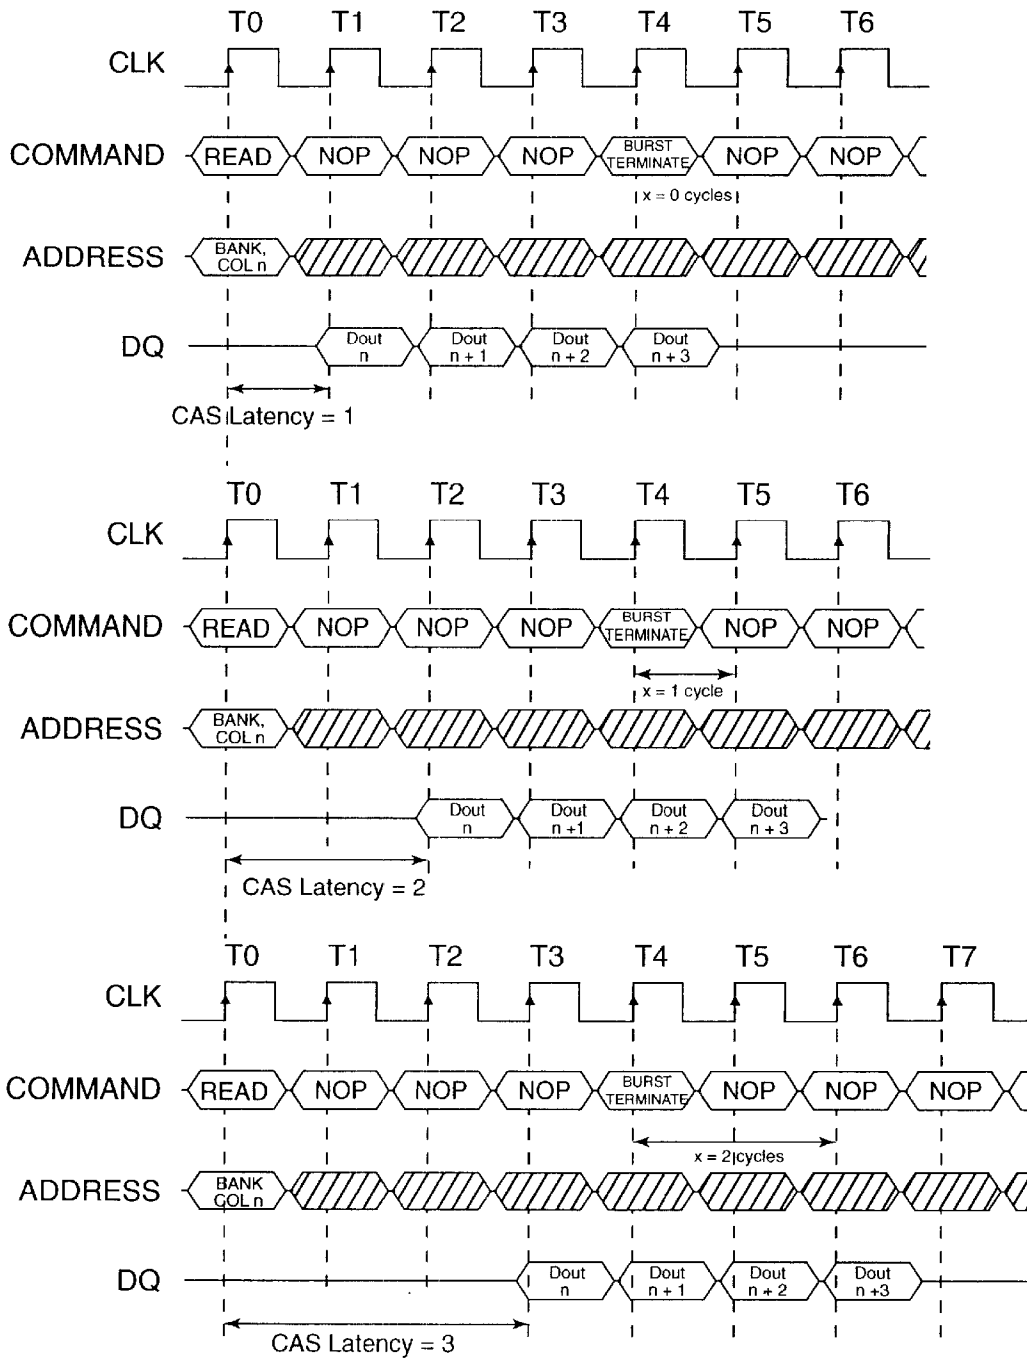 T0 T1 T2 T3 T4 T5 T6
CLK
COMMAND READ NOP NOP NOP BURST TERMINATE NOP NOP
x = 0 cycles
ADDRESS BANK, COL n
DQ Dout n Dout n + 1 Dout n + 2 Dout n + 3
CAS Latency = 1
T0 T1 T2 T3 T4 T5 T6
CLK
COMMAND READ NOP NOP NOP BURST TERMINATE NOP NOP
x = 1 cycle
ADDRESS BANK, COL n
DQ Dout n Dout n +1 Dout n + 2 Dout n + 3
CAS Latency = 2
T0 T1 T2 T3 T4 T5 T6 T7
CLK
COMMAND READ NOP NOP NOP BURST TERMINATE NOP NOP NOP
x = 2 cycles
ADDRESS BANK COL n
DQ Dout n Dout n + 1 Dout n + 2 Dout n +3
CAS Latency = 3